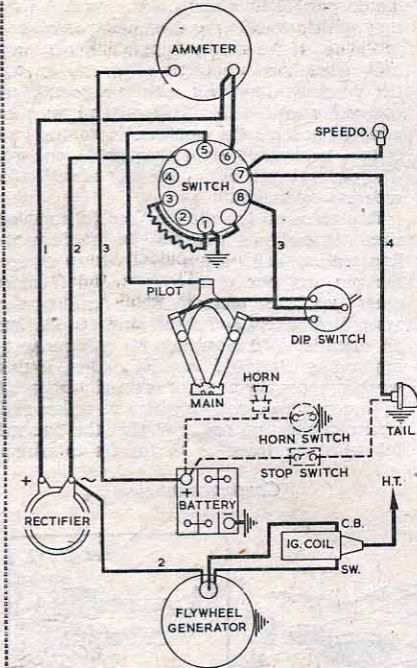 AMMETER
SPEEDO.
5
6
4
7
SWITCH
3
8
2
1
1
2
3
3
4
PILOT
DIP SWITCH
MAIN
HORN
HORN SWITCH
TAIL
STOP SWITCH
+
BATTERY
−
H.T.
+
~
RECTIFIER
C.B.
IG. COIL
SW.
2
FLYWHEEL
GENERATOR